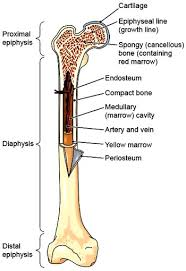 Cartilage
Epiphyseal line
(growth line)
Proximal
epiphysis
Spongy (cancellous)
bone (containing
red marrow)
Endosteum
Compact bone
Medullary
(marrow) cavity
Artery and vein
Diaphysis
Yellow marrow
Periosteum
Distal
epiphysis